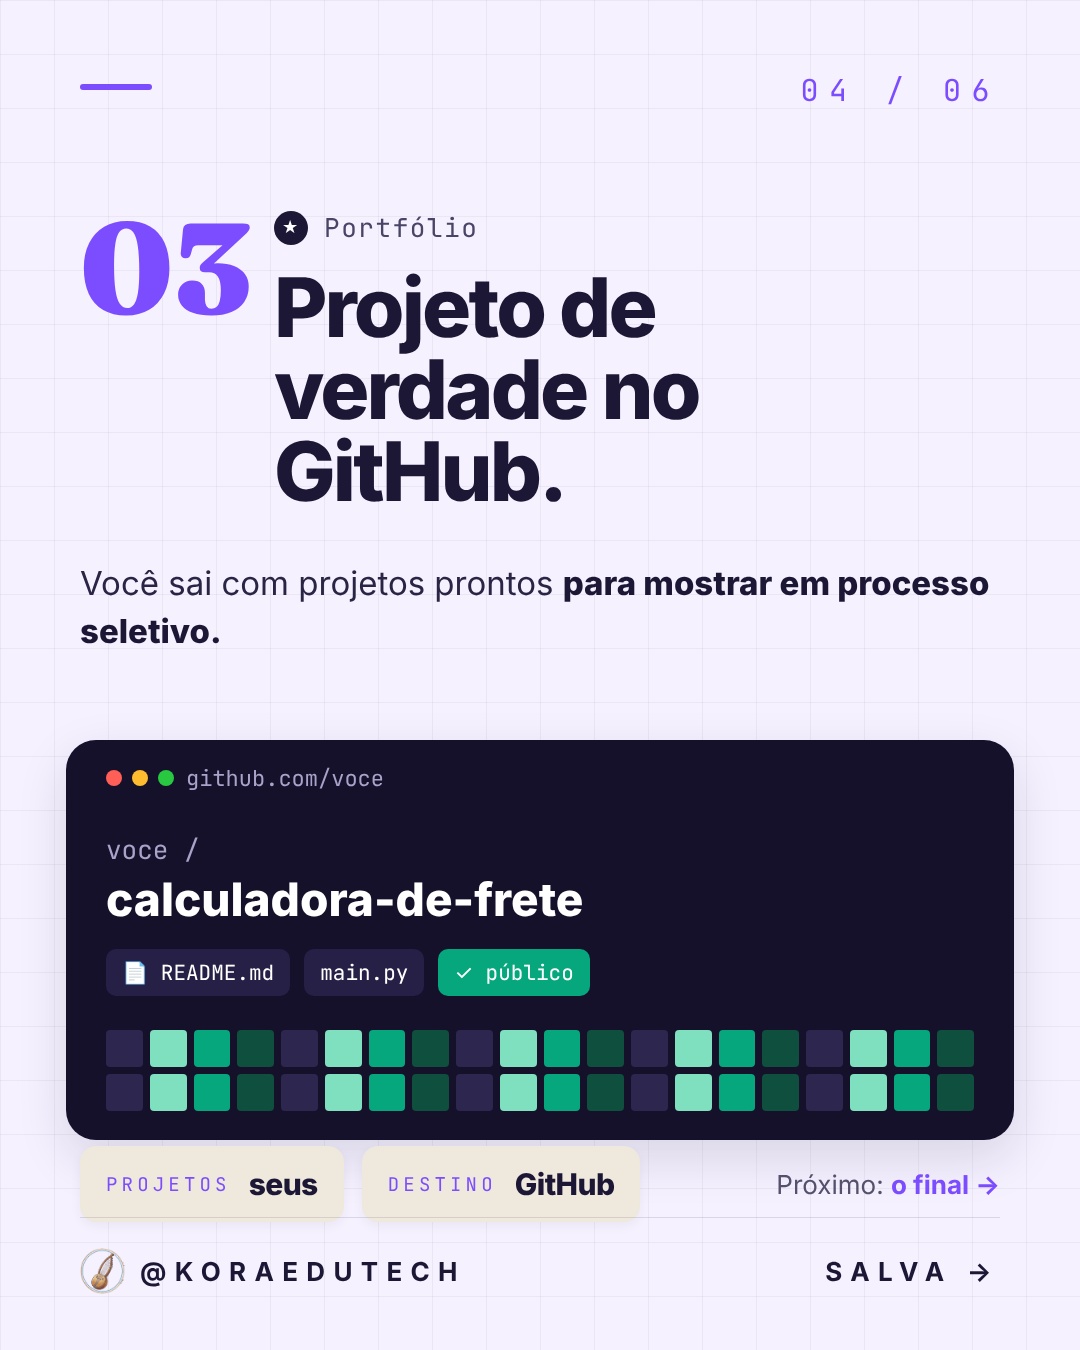 04 / 06
03
★ Portfólio
Projeto de
verdade no
GitHub.
Você sai com projetos prontos para mostrar em processo
seletivo.
github.com/voce
voce /
calculadora-de-frete
README.md main.py ✓ público
PROJETOS seus DESTINO GitHub Próximo: o final →
@KORAEDUTECH SALVA →